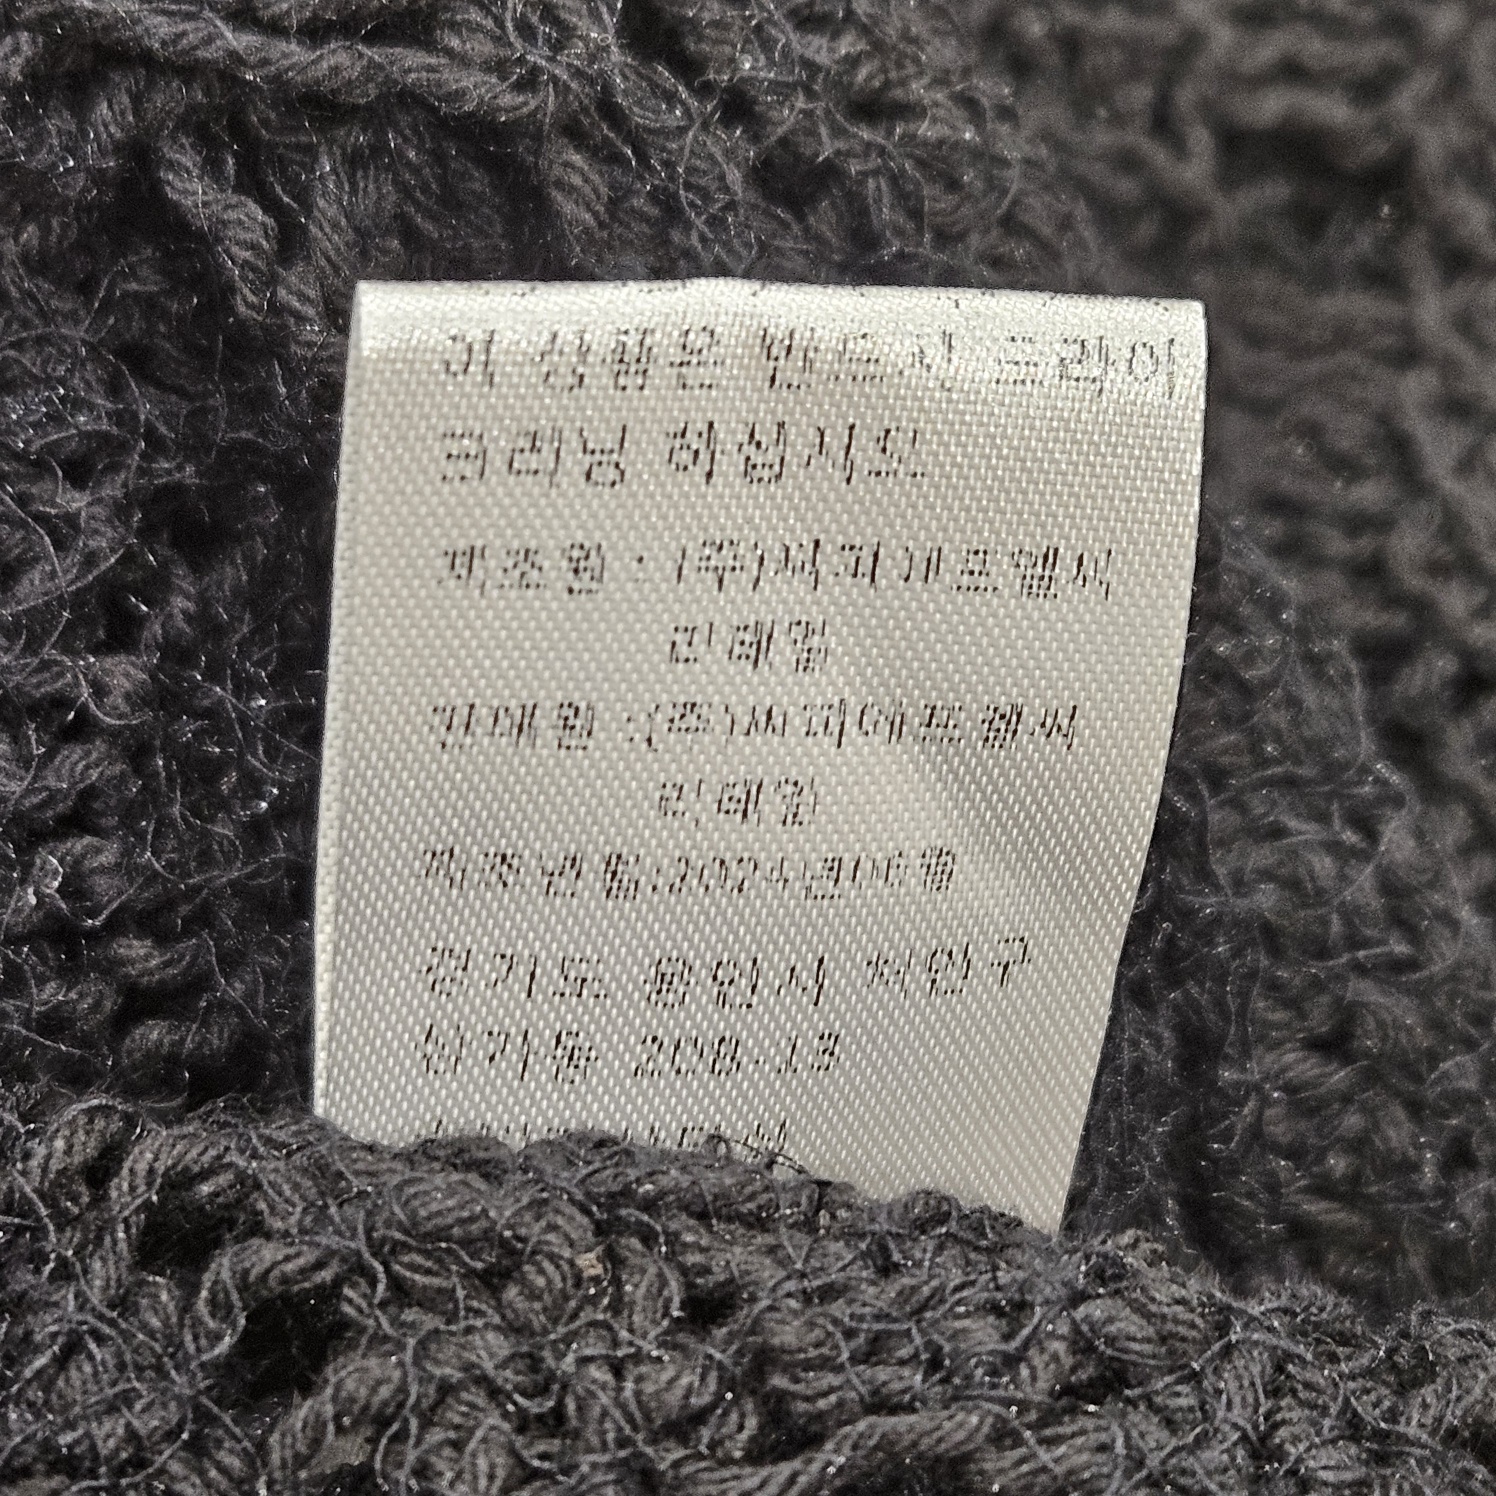 이 상품은 반드시 드라이
크리닝 하십시오
제조원 : (주)
리테일
판매원 : (주)
리테일
제조년월:2024년06월
경기도 용인시 처인구
삼가동 208-13